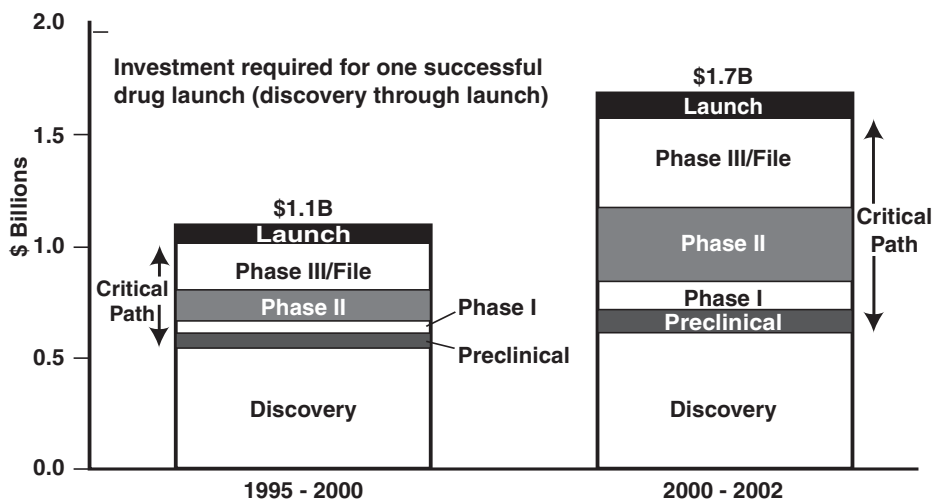 2.0
Investment required for one successful
drug launch (discovery through launch)
$1.7B
Launch
1.5
Phase III/File
$ Billions
$1.1B
Launch
Phase II
Critical
Path
1.0
Phase III/File
Critical
Path
Phase II
Phase I
Phase I
Preclinical
0.5
Preclinical
Discovery
Discovery
0.0
1995 - 2000
2000 - 2002